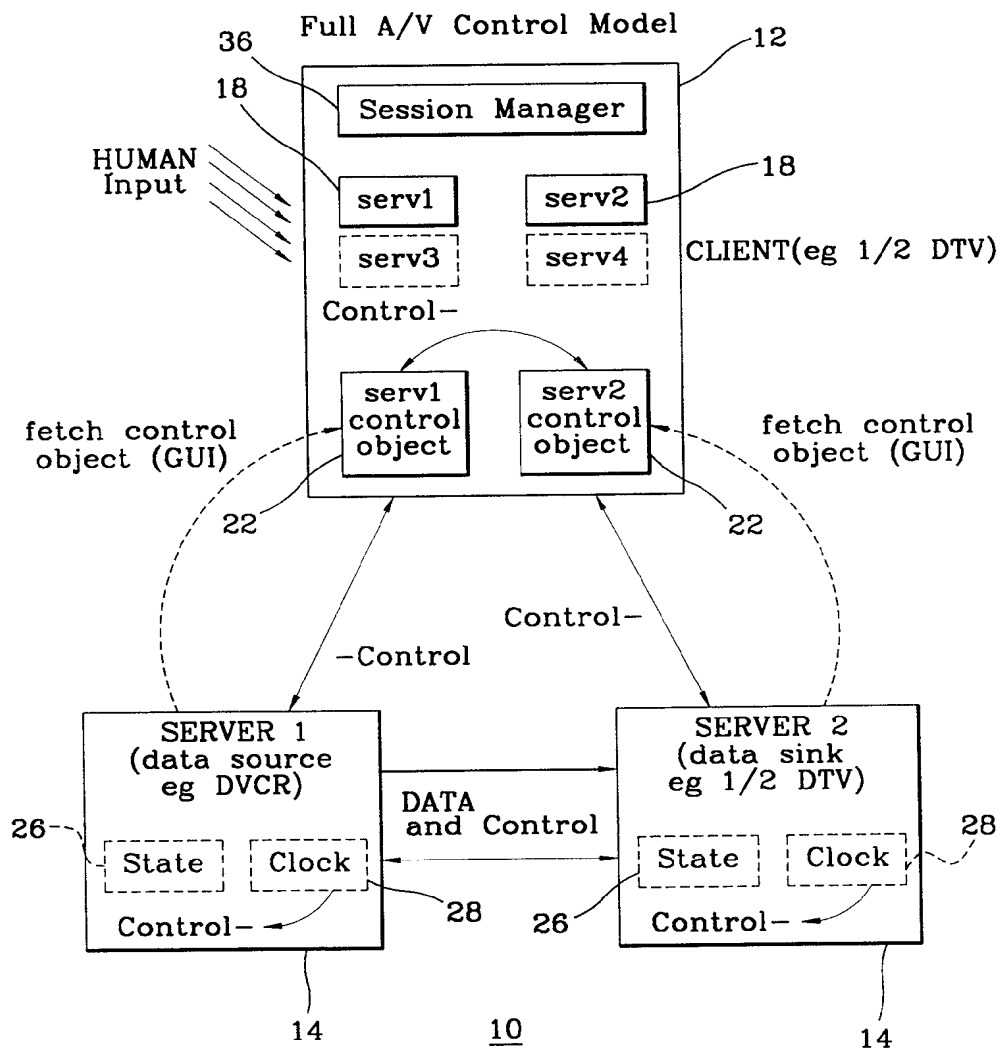 Full A/V Control Model
36
12
18
Session Manager
HUMAN
Input
18
serv1
serv2
serv3
serv4
CLIENT(eg 1/2 DTV)
Control-
serv1
control
object
serv2
control
object
fetch control
object (GUI)
fetch control
object (GUI)
22
22
Control-
-Control
SERVER 1
(data source
eg DVCR)
SERVER 2
(data sink
eg 1/2 DTV)
DATA
and Control
26
State
Clock
28
Control-
State
Clock
28
26
Control-
14
10
14